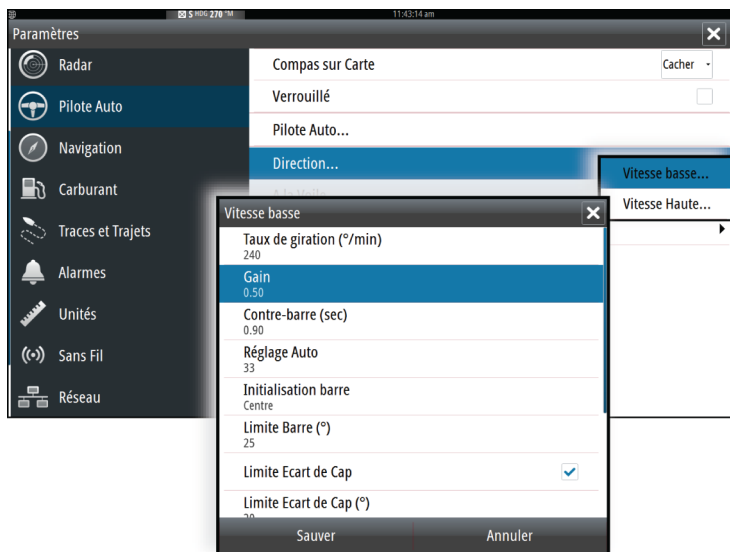 S HDG 270 °M 11:43:14 am
Paramètres
Radar
Pilote Auto
Navigation
Carburant
Traces et Trajets
Alarmes
Unités
Sans Fil
Réseau
Compas sur Carte Cacher
Verrouillé
Pilote Auto...
Direction...
A la Voile
Vitesse basse...
Vitesse Haute...
Vitesse basse
Taux de giration (°/min)
240
Gain
0.50
Contre-barre (sec)
0.90
Réglage Auto
33
Initialisation barre
Centre
Limite Barre (°)
25
Limite Ecart de Cap
Limite Ecart de Cap (°)
Sauver Annuler